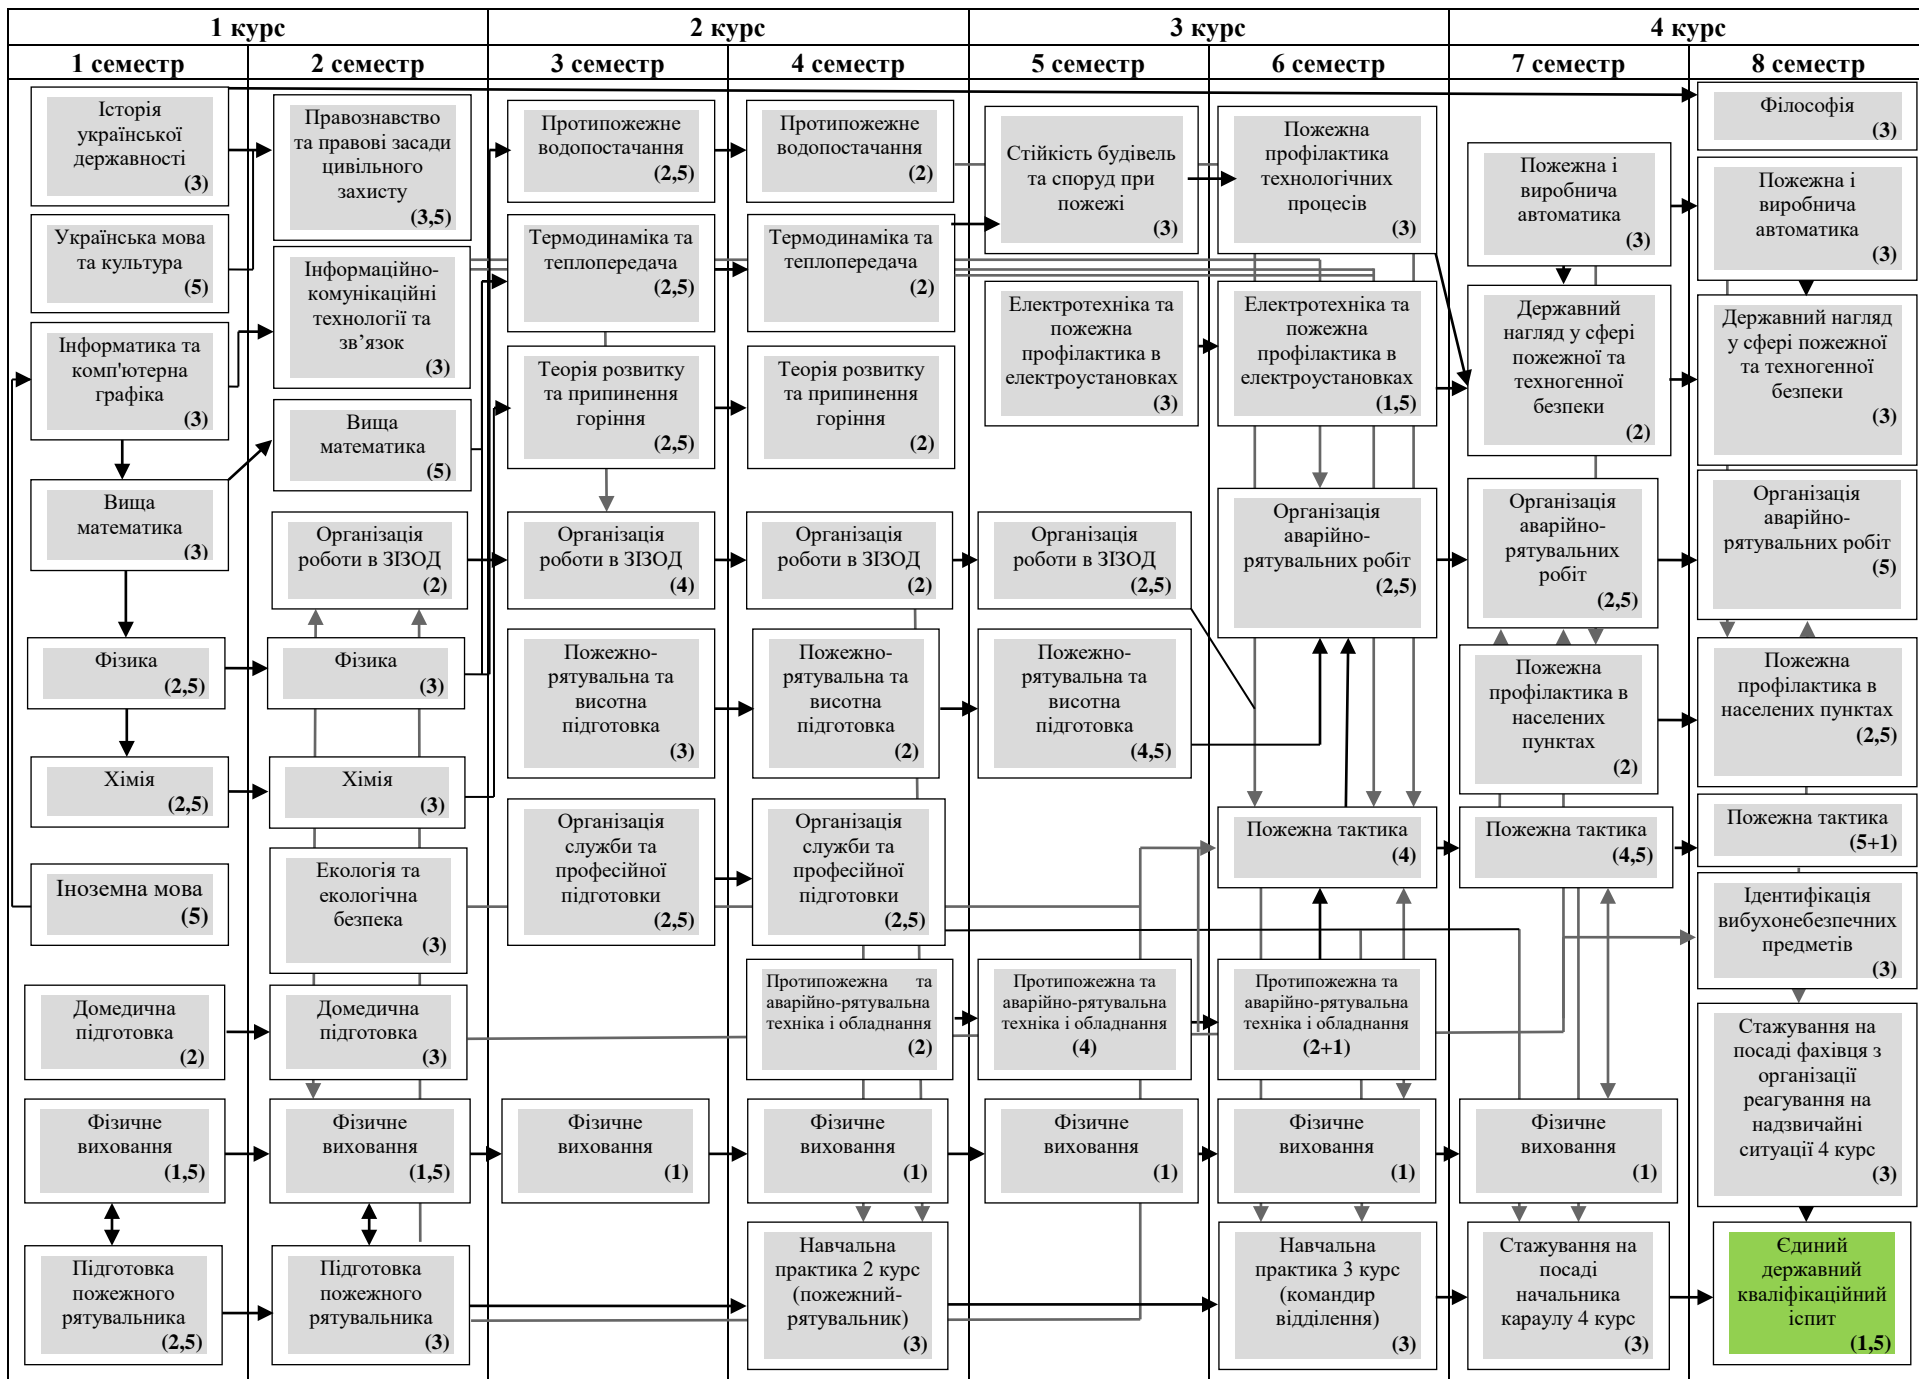 1 курс
2 курс
3 курс
4 курс
1 семестр
2 семестр
3 семестр
4 семестр
5 семестр
6 семестр
7 семестр
8 семестр
Історія
української
державності
(3)
Українська мова
та культура
(5)
Інформатика та
комп'ютерна
графіка
(3)
Вища
математика
(3)
Фізика
(2,5)
Хімія
(2,5)
Іноземна мова
(5)
Домедична
підготовка
(2)
Фізичне
виховання
(1,5)
Підготовка
пожежного
рятувальника
(2,5)
Правознавство
та правові засади
цивільного
захисту
(3,5)
Інформаційно-
комунікаційні
технології та
зв’язок
(3)
Вища
математика
(5)
Організація
роботи в ЗІЗОД
(2)
Фізика
(3)
Хімія
(3)
Екологія та
екологічна
безпека
(3)
Домедична
підготовка
(3)
Фізичне
виховання
(1,5)
Підготовка
пожежного
рятувальника
(3)
Протипожежне
водопостачання
(2,5)
Термодинаміка та
теплопередача
(2,5)
Теорія розвитку
та припинення
горіння
(2,5)
Організація
роботи в ЗІЗОД
(4)
Пожежно-
рятувальна та
висотна
підготовка
(3)
Організація
служби та
професійної
підготовки
(2,5)
Фізичне
виховання
(1)
Протипожежне
водопостачання
(2)
Термодинаміка та
теплопередача
(2)
Теорія розвитку
та припинення
горіння
(2)
Організація
роботи в ЗІЗОД
(2)
Пожежно-
рятувальна та
висотна
підготовка
(2)
Організація
служби та
професійної
підготовки
(2,5)
Протипожежна та
аварійно-рятувальна
техніка і обладнання
(2)
Фізичне
виховання
(1)
Навчальна
практика 2 курс
(пожежний-
рятувальник)
(3)
Стійкість будівель
та споруд при
пожежі
(3)
Електротехніка та
пожежна
профілактика в
електроустановках
(3)
Організація
роботи в ЗІЗОД
(2,5)
Пожежно-
рятувальна та
висотна
підготовка
(4,5)
Протипожежна та
аварійно-рятувальна
техніка і обладнання
(4)
Фізичне
виховання
(1)
Пожежна
профілактика
технологічних
процесів
(3)
Електротехніка та
пожежна
профілактика в
електроустановках
(1,5)
Організація
аварійно-
рятувальних
робіт
(2,5)
Пожежна тактика
(4)
Протипожежна та
аварійно-рятувальна
техніка і обладнання
(2+1)
Фізичне
виховання
(1)
Навчальна
практика 3 курс
(командир
відділення)
(3)
Пожежна і
виробнича
автоматика
(3)
Державний
нагляд у сфері
пожежної та
техногенної
безпеки
(2)
Організація
аварійно-
рятувальних
робіт
(2,5)
Пожежна
профілактика в
населених
пунктах
(2)
Пожежна тактика
(4,5)
Фізичне
виховання
(1)
Стажування на
посаді
начальника
караулу 4 курс
(3)
Філософія
(3)
Пожежна і
виробнича
автоматика
(3)
Державний нагляд
у сфері пожежної
та техногенної
безпеки
(3)
Організація
аварійно-
рятувальних робіт
(5)
Пожежна
профілактика в
населених пунктах
(2,5)
Пожежна тактика
(5+1)
Ідентифікація
вибухонебезпечних
предметів
(3)
Стажування на
посаді фахівця з
організації
реагування на
надзвичайні
ситуації 4 курс
(3)
Єдиний
державний
кваліфікаційний
іспит
(1,5)